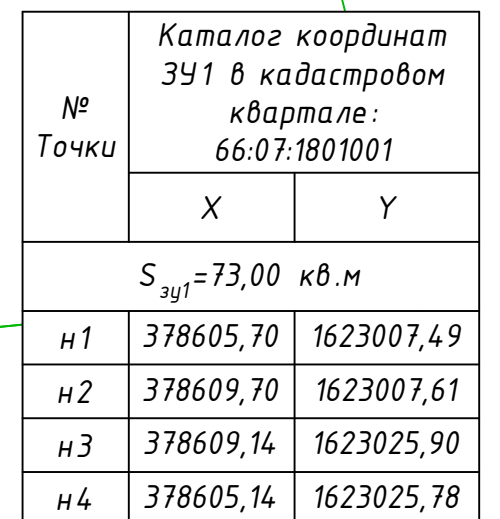 №
Точки
Каталог координат
ЗУ1 в кадастровом
квартале:
66:07:1801001
X Y
Sзу1=73,00 кв.м
н1 378605,70 1623007,49
н2 378609,70 1623007,61
н3 378609,14 1623025,90
н4 378605,14 1623025,78